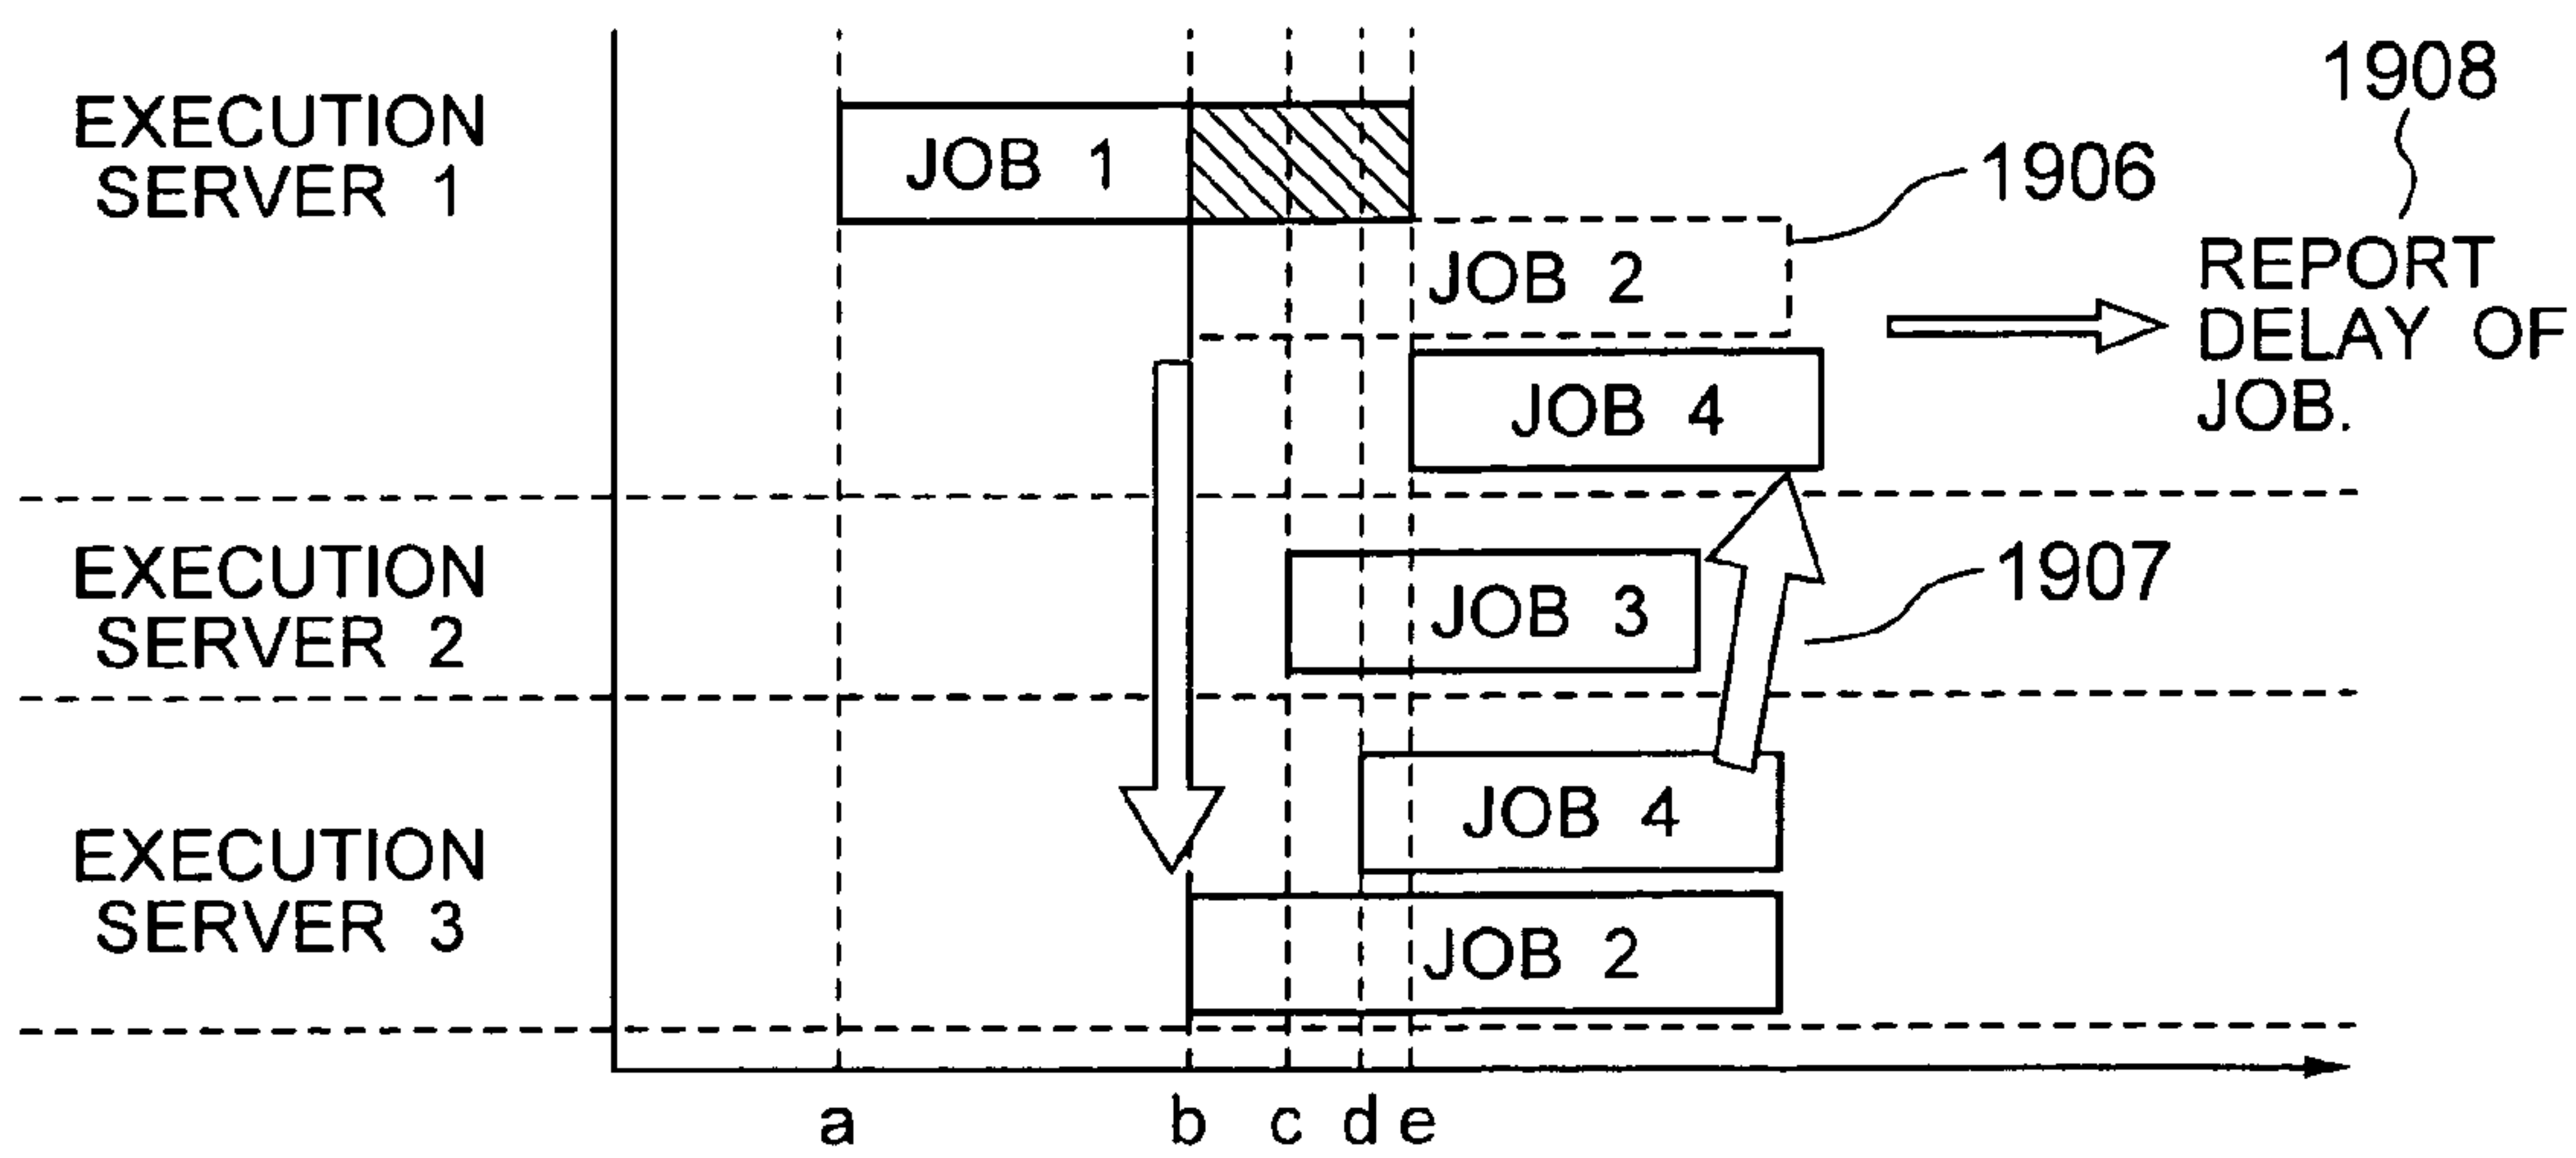 1908
EXECUTION
SERVER 1
JOB 1
1906
JOB 2
REPORT
DELAY OF
JOB.
JOB 4
EXECUTION
SERVER 2
JOB 3
1907
EXECUTION
SERVER 3
JOB 4
JOB 2
a b c d e